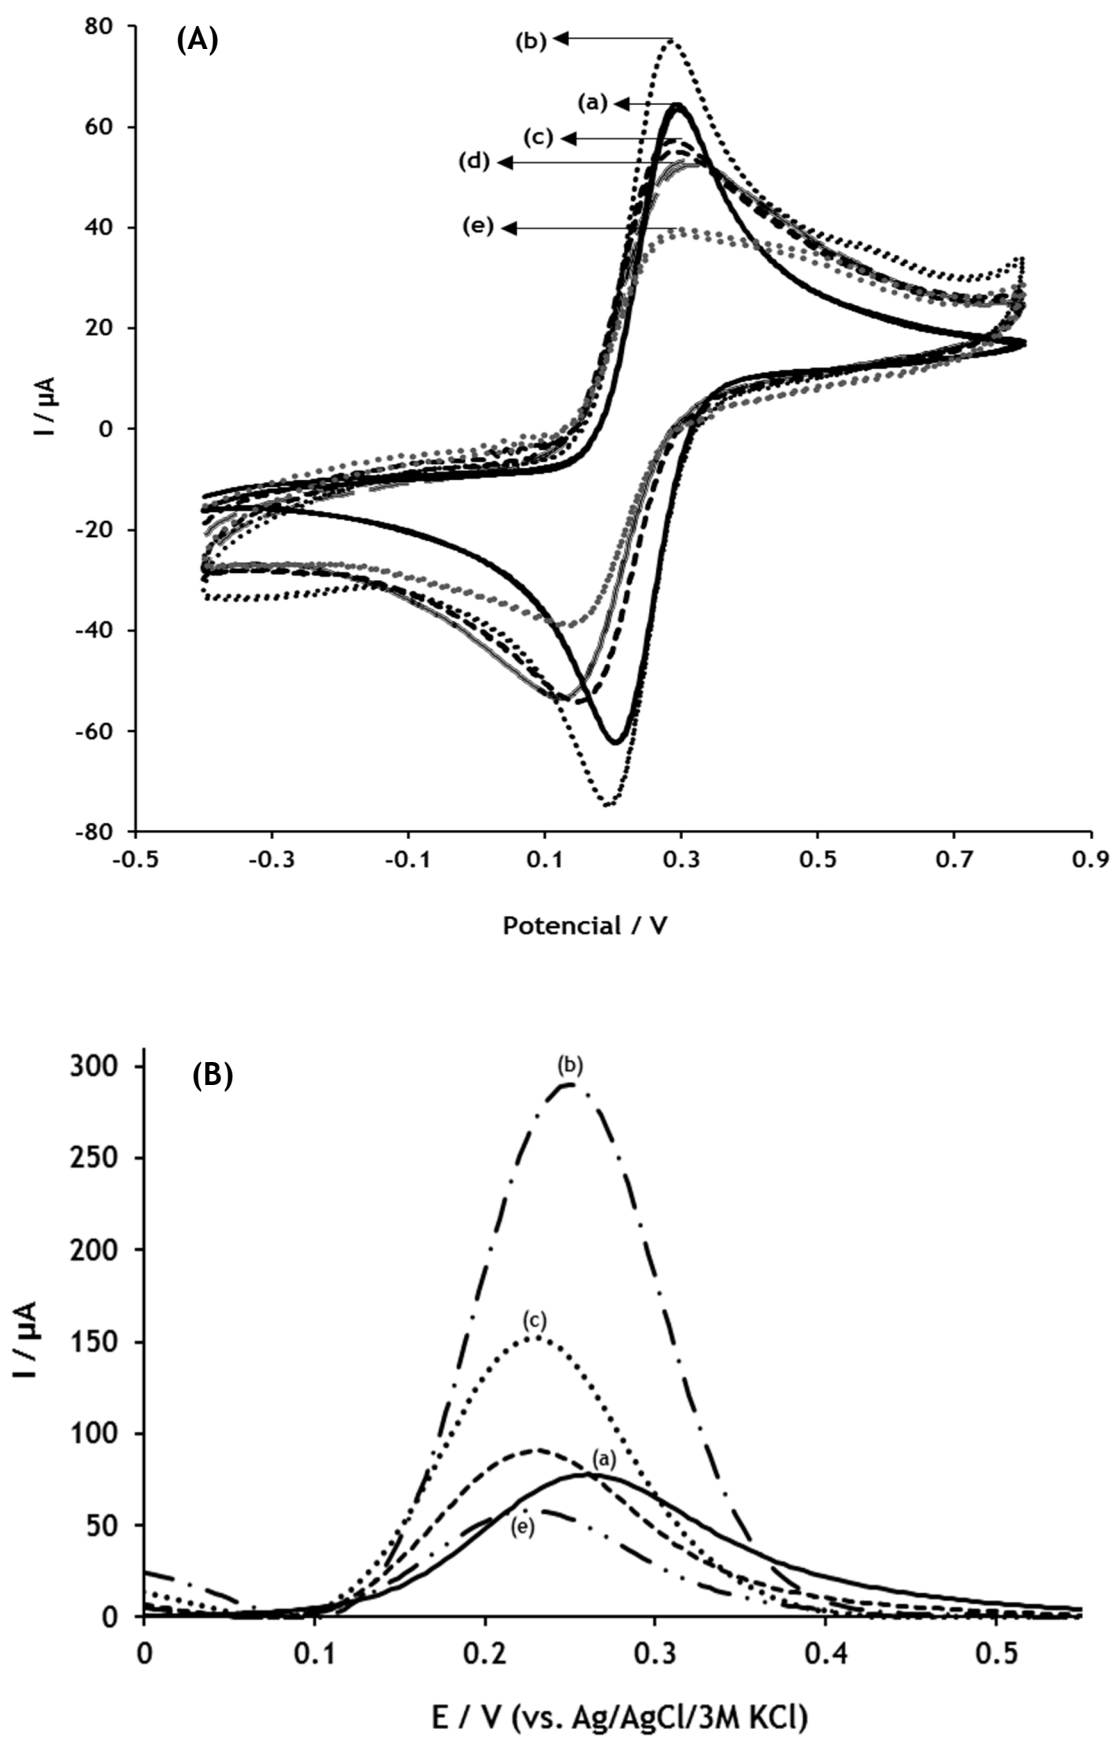 (A)
80
60
40
20
0
-20
-40
-60
-80
I / µA
(b)
(a)
(c)
(d)
(e)
-0.5
-0.3
-0.1
0.1
0.3
0.5
0.7
0.9
Potencial / V
(B)
300
250
200
150
100
50
0
I / µA
(b)
(c)
(a)
(e)
0
0.1
0.2
0.3
0.4
0.5
E / V (vs. Ag/AgCl/3M KCl)